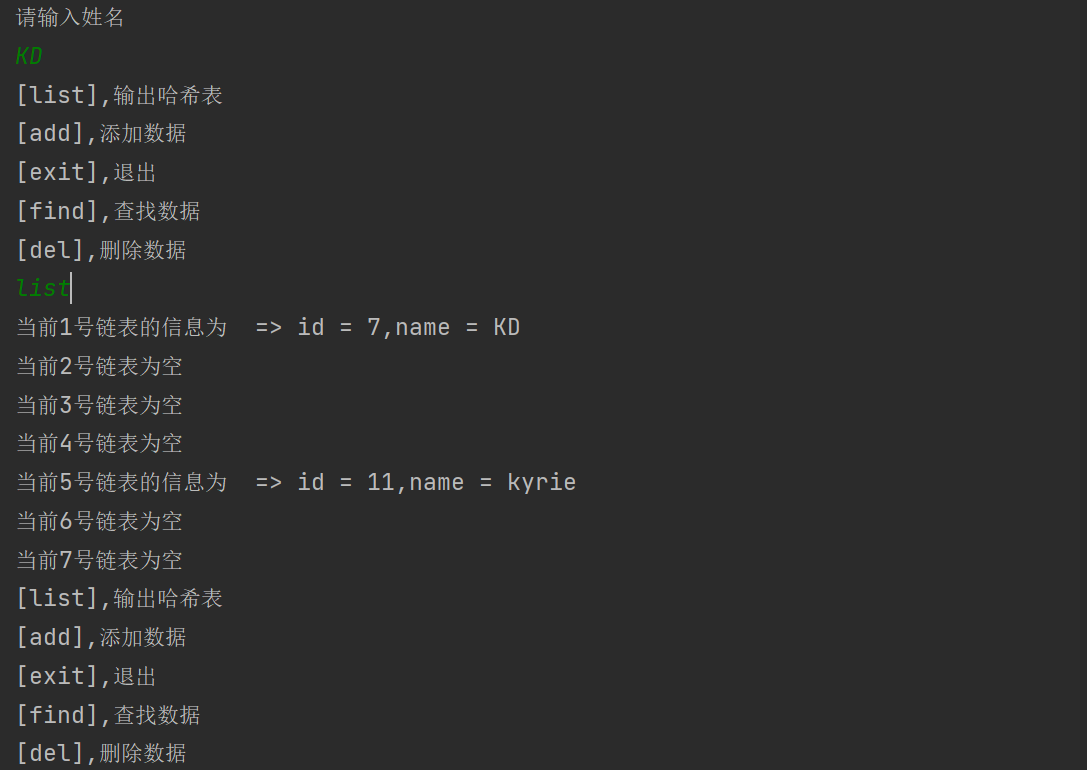 请输入姓名
KD
[list],输出哈希表
[add],添加数据
[exit],退出
[find],查找数据
[del],删除数据
list
当前1号链表的信息为  => id = 7,name = KD
当前2号链表为空
当前3号链表为空
当前4号链表为空
当前5号链表的信息为  => id = 11,name = kyrie
当前6号链表为空
当前7号链表为空
[list],输出哈希表
[add],添加数据
[exit],退出
[find],查找数据
[del],删除数据